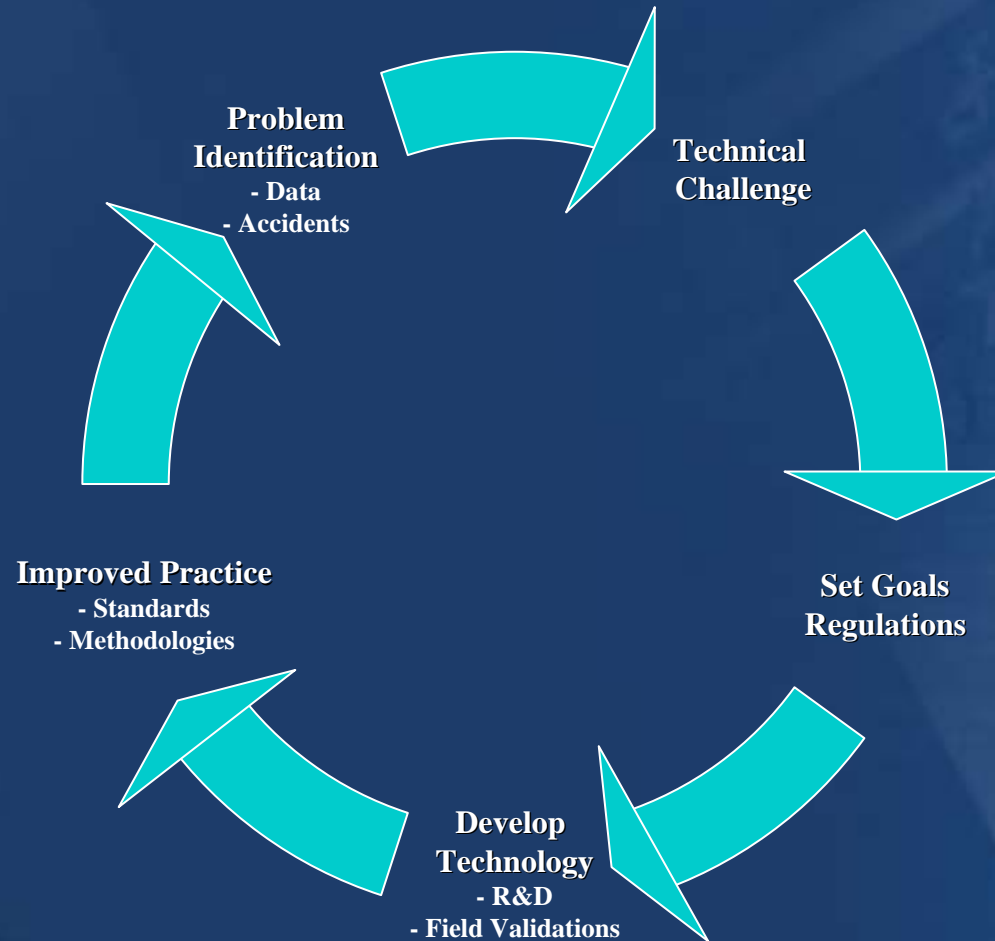 Problem
Identification
- Data
- Accidents
Technical
Challenge
Set Goals
Regulations
Develop
Technology
- R&D
- Field Validations
Improved Practice
- Standards
- Methodologies